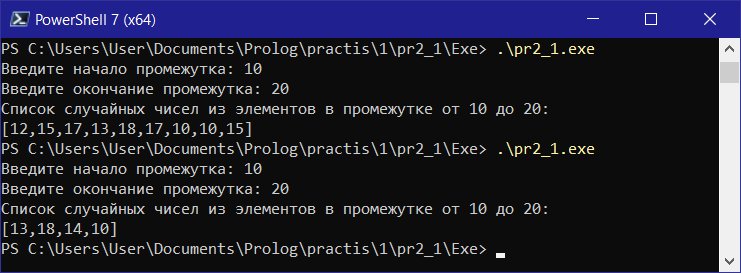 PowerShell 7 (x64)
PS C:\Users\User\Documents\Prolog\practis\1\pr2_1\Exe> .\pr2_1.exe
Введите начало промежутка: 10
Введите окончание промежутка: 20
Список случайных чисел из элементов в промежутке от 10 до 20:
[12,15,17,13,18,17,10,10,15]
PS C:\Users\User\Documents\Prolog\practis\1\pr2_1\Exe> .\pr2_1.exe
Введите начало промежутка: 10
Введите окончание промежутка: 20
Список случайных чисел из элементов в промежутке от 10 до 20:
[13,18,14,10]
PS C:\Users\User\Documents\Prolog\practis\1\pr2_1\Exe>